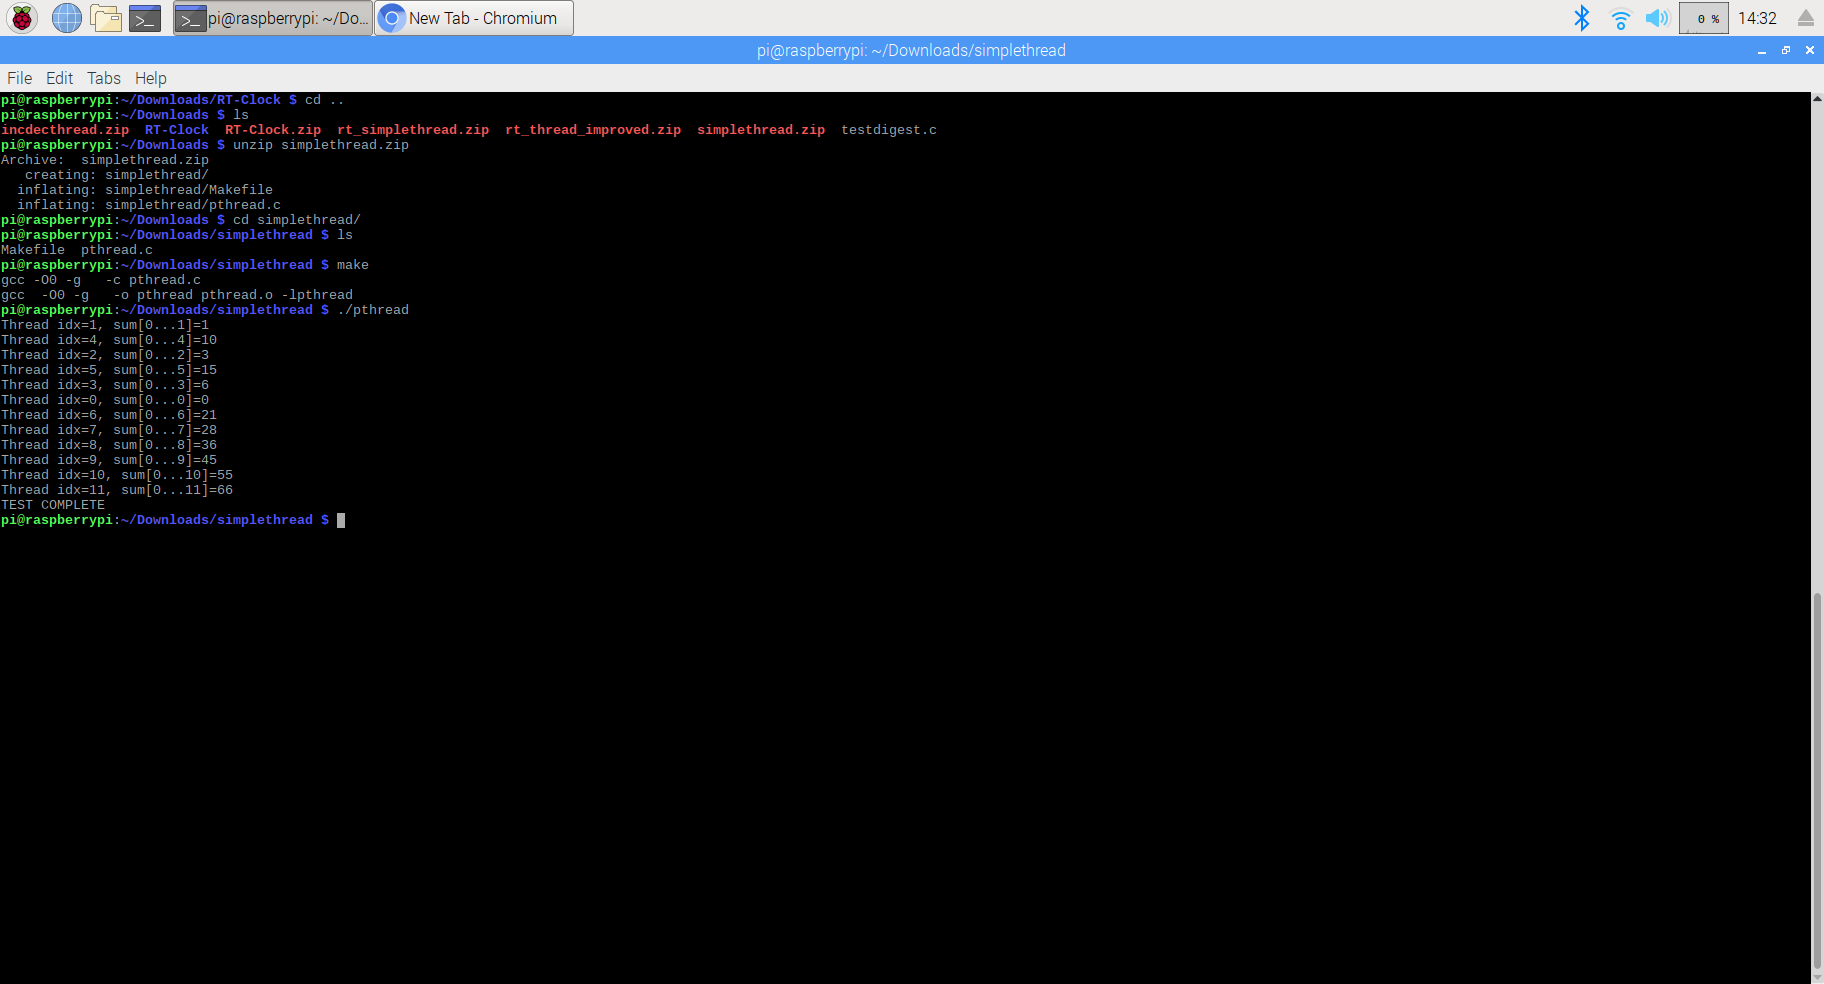 pi@raspberrypi: ~/Do... New Tab - Chromium 0 % 14:32
pi@raspberrypi: ~/Downloads/simplethread
File Edit Tabs Help
pi@raspberrypi:~/Downloads/RT-Clock $ cd ..
pi@raspberrypi:~/Downloads $ ls
incdecthread.zip  RT-Clock  RT-Clock.zip  rt_simplethread.zip  rt_thread_improved.zip  simplethread.zip  testdigest.c
pi@raspberrypi:~/Downloads $ unzip simplethread.zip
Archive:  simplethread.zip
   creating: simplethread/
  inflating: simplethread/Makefile
  inflating: simplethread/pthread.c
pi@raspberrypi:~/Downloads $ cd simplethread/
pi@raspberrypi:~/Downloads/simplethread $ ls
Makefile  pthread.c
pi@raspberrypi:~/Downloads/simplethread $ make
gcc -O0 -g   -c pthread.c
gcc  -O0 -g   -o pthread pthread.o -lpthread
pi@raspberrypi:~/Downloads/simplethread $ ./pthread
Thread idx=1, sum[0...1]=1
Thread idx=4, sum[0...4]=10
Thread idx=2, sum[0...2]=3
Thread idx=5, sum[0...5]=15
Thread idx=3, sum[0...3]=6
Thread idx=0, sum[0...0]=0
Thread idx=6, sum[0...6]=21
Thread idx=7, sum[0...7]=28
Thread idx=8, sum[0...8]=36
Thread idx=9, sum[0...9]=45
Thread idx=10, sum[0...10]=55
Thread idx=11, sum[0...11]=66
TEST COMPLETE
pi@raspberrypi:~/Downloads/simplethread $